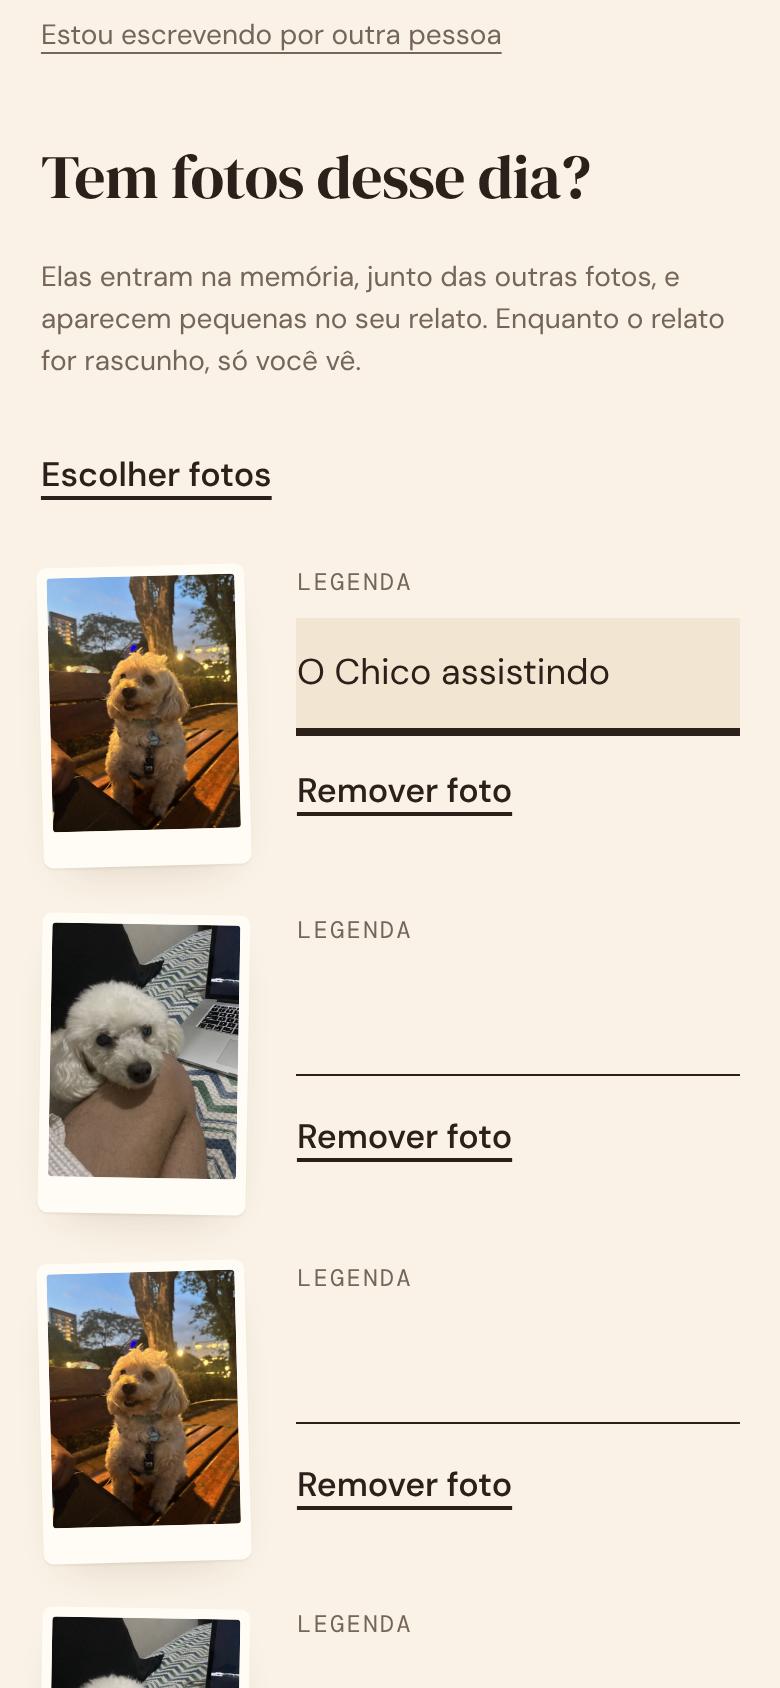 Estou escrevendo por outra pessoa
Tem fotos desse dia?
Elas entram na memória, junto das outras fotos, e
aparecem pequenas no seu relato. Enquanto o relato
for rascunho, só você vê.
Escolher fotos
LEGENDA
O Chico assistindo
Remover foto
LEGENDA
Remover foto
LEGENDA
Remover foto
LEGENDA